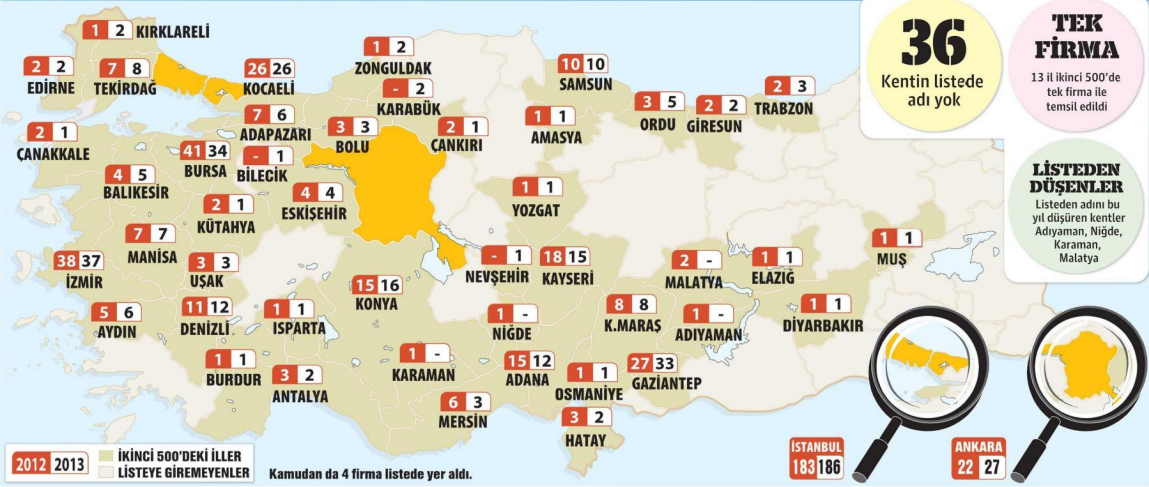 1 2 KIRKLARELİ
2 2
EDİRNE
7 8
TEKİRDAĞ
26 26
KOCAELİ
1 2
ZONGULDAK
- 2
KARABÜK
10 10
SAMSUN
3 5
ORDU
2 2
GİRESUN
2 3
TRABZON
36
Kentin listede
adı yok
TEK
FİRMA
13 il ikinci 500'de
tek firma ile
temsil edildi
2 1
ÇANAKKALE
7 6
ADAPAZARI
3 3
BOLU
2 1
ÇANKIRI
1 1
AMASYA
41 34
BURSA
- 1
BİLECİK
4 5
BALIKESİR
2 1
KÜTAHYA
4 4
ESKİŞEHİR
1 1
YOZGAT
LİSTEDEN
DÜŞENLER
Listeden adını bu
yıl düşüren kentler
Adıyaman, Niğde,
Karaman,
Malatya
7 7
MANİSA
38 37
İZMİR
3 3
UŞAK
- 1
NEVŞEHİR
18 15
KAYSERİ
2 -
MALATYA
1 1
ELAZIĞ
1 1
MUŞ
5 6
AYDIN
11 12
DENİZLİ
1 1
ISPARTA
15 16
KONYA
1 -
NİĞDE
8 8
K.MARAŞ
1 -
ADIYAMAN
1 1
DİYARBAKIR
1 1
BURDUR
3 2
ANTALYA
1 -
KARAMAN
15 12
ADANA
1 1
OSMANİYE
27 33
GAZİANTEP
6 3
MERSİN
3 2
HATAY
2012 2013
İKİNCİ 500'DEKİ İLLER
LİSTEYE GİREMEYENLER
Kamudan da 4 firma listede yer aldı.
İSTANBUL
183 186
ANKARA
22 27